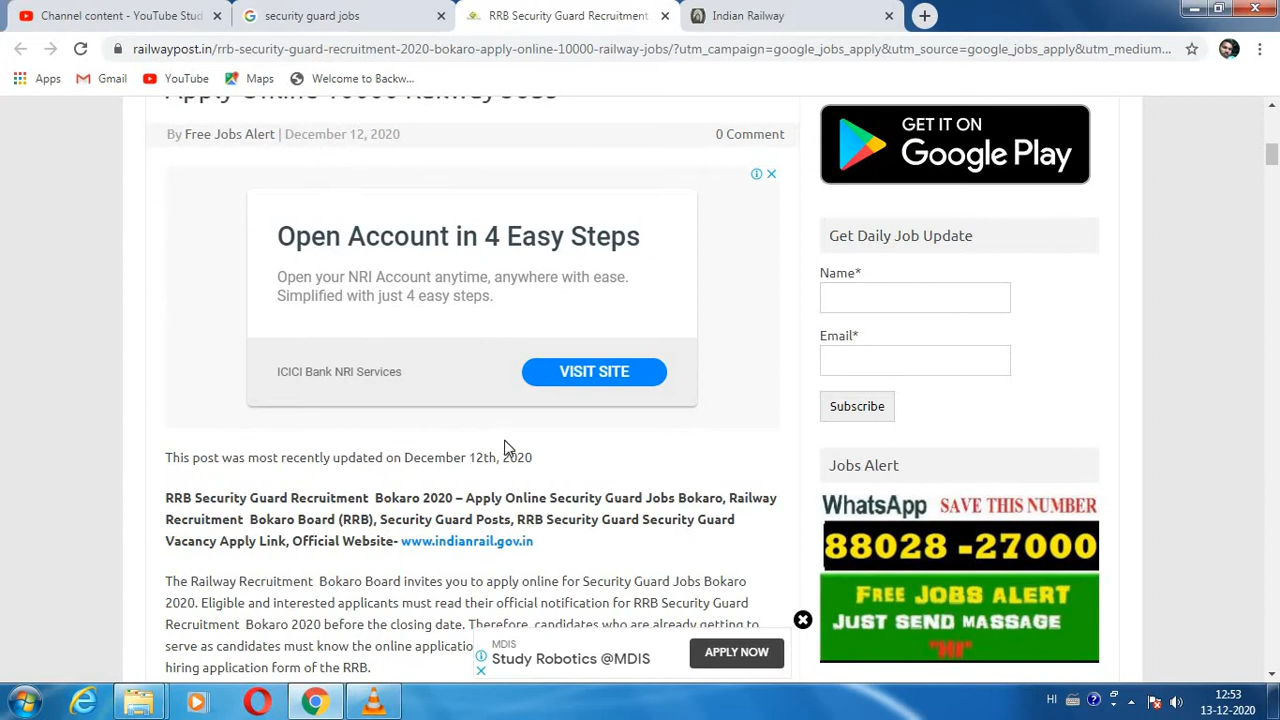 Channel content - YouTube Stud
security guard jobs
RRB Security Guard Recruitment
Indian Railway
railwaypost.in/rrb-security-guard-recruitment-2020-bokaro-apply-online-10000-railway-jobs/?utm_campaign=google_jobs_apply&utm_source=google_jobs_apply&utm_medium...
Apps
Gmail
YouTube
Maps
Welcome to Backw...
Apply Online 10000 Railway Jobs
By Free Jobs Alert | December 12, 2020
0 Comment
Open Account in 4 Easy Steps
Open your NRI Account anytime, anywhere with ease.
Simplified with just 4 easy steps.
ICICI Bank NRI Services
VISIT SITE
This post was most recently updated on December 12th, 2020
RRB Security Guard Recruitment Bokaro 2020 – Apply Online Security Guard Jobs Bokaro, Railway
Recruitment Bokaro Board (RRB), Security Guard Posts, RRB Security Guard Security Guard
Vacancy Apply Link, Official Website- www.indianrail.gov.in
The Railway Recruitment Bokaro Board invites you to apply online for Security Guard Jobs Bokaro
2020. Eligible and interested applicants must read their official notification for RRB Security Guard
Recruitment Bokaro 2020 before the closing date. Therefore, candidates who are already getting to
serve as candidates must know the online applicatio
hiring application form of the RRB.
MDIS
Study Robotics @MDIS
APPLY NOW
GET IT ON
Google Play
Get Daily Job Update
Name*
Email*
Subscribe
Jobs Alert
WhatsApp SAVE THIS NUMBER
88028 -27000
FREE JOBS ALERT
JUST SEND MASSAGE
"HI"
HI
12:53
13-12-2020